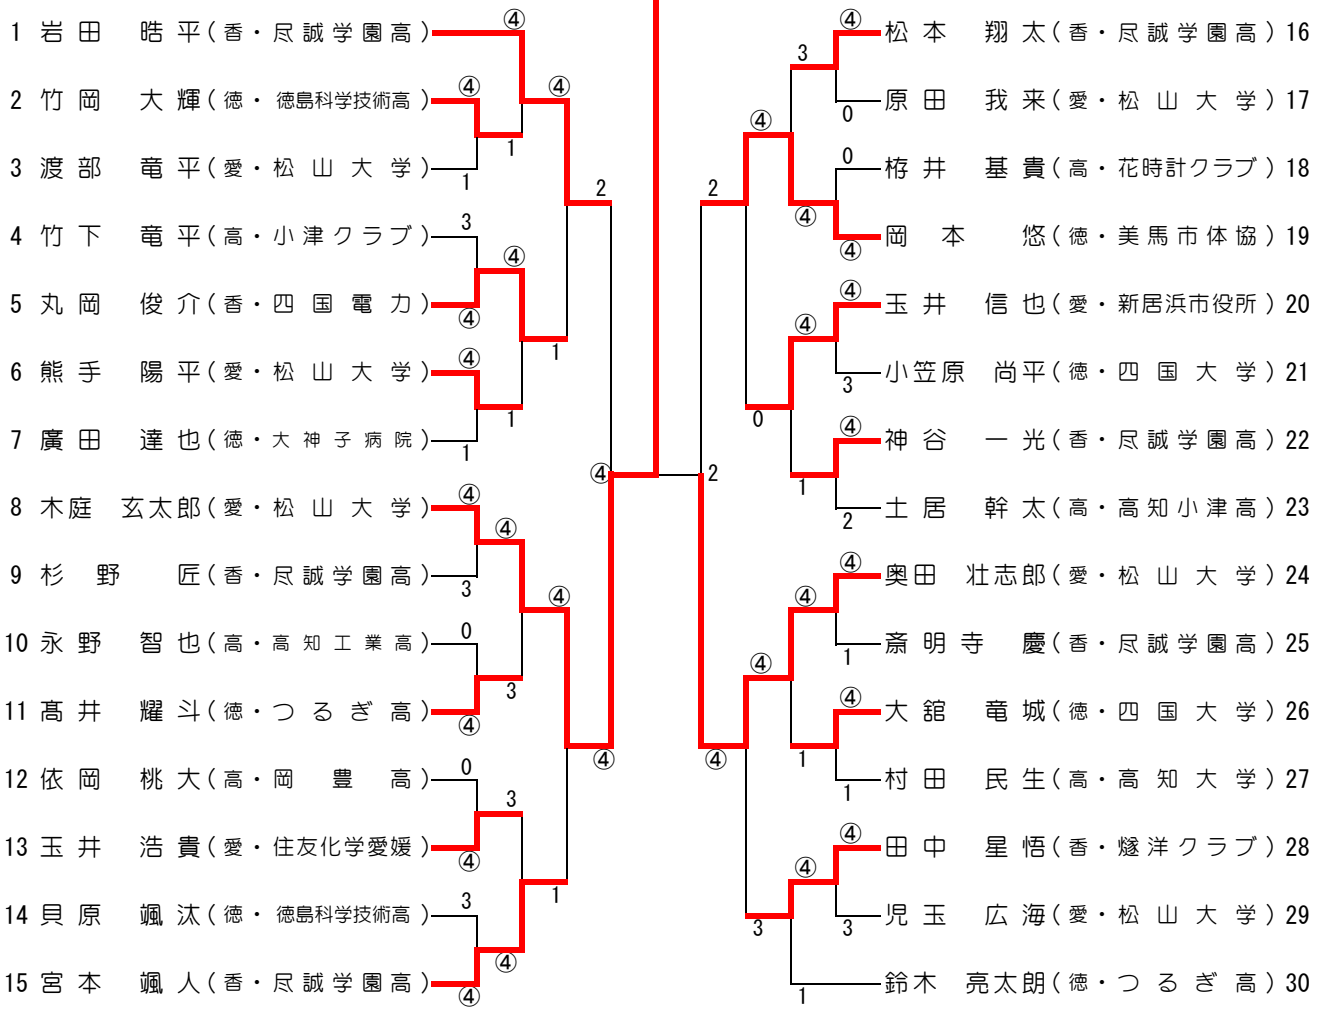 1 岩田 晧平(香・尽誠学園高)
2 竹岡 大輝(徳・徳島科学技術高)
3 渡部 竜平(愛・松山大学)
4 竹下 竜平(高・小津クラブ)
5 丸岡 俊介(香・四国電力)
6 熊手 陽平(愛・松山大学)
7 廣田 達也(徳・大神子病院)
8 木庭 玄太郎(愛・松山大学)
9 杉野 匠(香・尽誠学園高)
10 永野 智也(高・高知工業高)
11 髙井 耀斗(徳・つるぎ高)
12 依岡 桃大(高・岡豊高)
13 玉井 浩貴(愛・住友化学愛媛)
14 貝原 颯汰(徳・徳島科学技術高)
15 宮本 颯人(香・尽誠学園高)
④
④
④
1
1
3
④
④
④
1
1
1
2
④
④
3
0
3
④
④
0
3
④
3
④
④
1
④
④
松本 翔太(香・尽誠学園高) 16
原田 我来(愛・松山大学) 17
栫井 基貴(高・花時計クラブ) 18
岡本 悠(徳・美馬市体協) 19
玉井 信也(愛・新居浜市役所) 20
小笠原 尚平(徳・四国大学) 21
神谷 一光(香・尽誠学園高) 22
土居 幹太(高・高知小津高) 23
奥田 壮志郎(愛・松山大学) 24
斎明寺 慶(香・尽誠学園高) 25
大舘 竜城(徳・四国大学) 26
村田 民生(高・高知大学) 27
田中 星悟(香・燧洋クラブ) 28
児玉 広海(愛・松山大学) 29
鈴木 亮太朗(徳・つるぎ高) 30
④
3
0
④
0
④
④
2
④
④
3
0
④
1
2
2
④
④
1
④
④
1
1
④
④
④
3
3
1